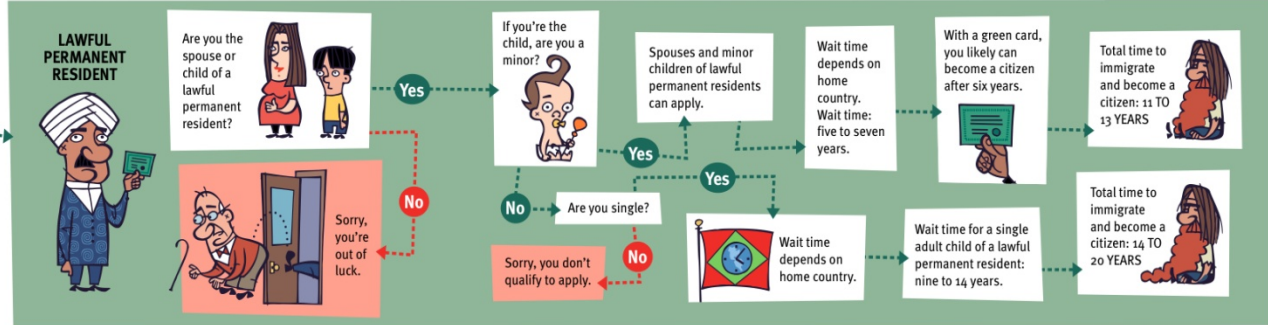 LAWFUL
PERMANENT
RESIDENT
Are you the
spouse or
child of a
lawful
permanent
resident?
Yes
No
Sorry,
you're
out of
luck.
If you're the
child, are you a
minor?
Yes
No
Spouses and minor
children of lawful
permanent residents
can apply.
Wait time
depends on
home
country.
Wait time:
five to seven
years.
With a green card,
you likely can
become a citizen
after six years.
Total time to
immigrate
and become a
citizen: 11 TO
13 YEARS
Are you single?
Yes
No
Sorry, you don't
qualify to apply.
Wait time
depends on
home country.
Wait time for a single
adult child of a lawful
permanent resident:
nine to 14 years.
Total time to
immigrate
and become a
citizen: 14 TO
20 YEARS